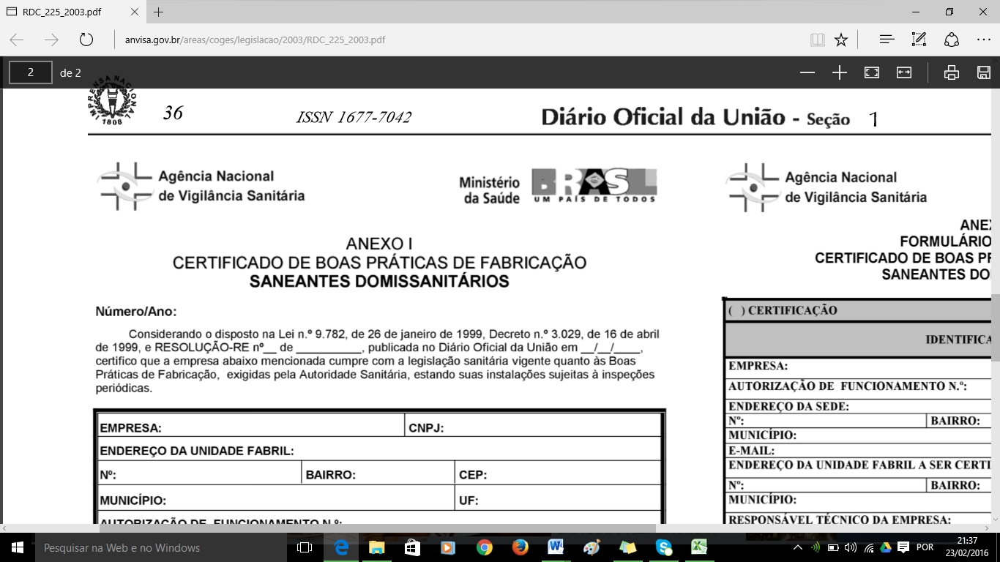 RDC_225_2003.pdf
anvisa.gov.br/areas/coges/legislacao/2003/RDC_225_2003.pdf
2 de 2
IMPRENSA NACIONAL
1808
36 ISSN 1677-7042 Diário Oficial da União - Seção 1
Agência Nacional
de Vigilância Sanitária
Ministério
da Saúde
BRASIL
UM PAÍS DE TODOS
ANEXO I
CERTIFICADO DE BOAS PRÁTICAS DE FABRICAÇÃO
SANEANTES DOMISSANITÁRIOS
Número/Ano:
Considerando o disposto na Lei n.º 9.782, de 26 de janeiro de 1999, Decreto n.º 3.029, de 16 de abril
de 1999, e RESOLUÇÃO-RE nº__ de __________, publicada no Diário Oficial da União em __/__/____,
certifico que a empresa abaixo mencionada cumpre com a legislação sanitária vigente quanto às Boas
Práticas de Fabricação, exigidas pela Autoridade Sanitária, estando suas instalações sujeitas à inspeções
periódicas.
EMPRESA: CNPJ:
ENDEREÇO DA UNIDADE FABRIL:
Nº: BAIRRO: CEP:
MUNICÍPIO: UF:
AUTORIZAÇÃO DE FUNCIONAMENTO N.º:
Agência Nacional
de Vigilância Sanitária
ANEX
FORMULÁRIO
CERTIFICADO DE BOAS PR
SANEANTES DO
( ) CERTIFICAÇÃO
IDENTIFICA
EMPRESA:
AUTORIZAÇÃO DE FUNCIONAMENTO N.º:
ENDEREÇO DA SEDE:
Nº: BAIRRO:
MUNICÍPIO:
E-MAIL:
ENDEREÇO DA UNIDADE FABRIL A SER CERTI
Nº: BAIRRO:
MUNICÍPIO:
RESPONSÁVEL TÉCNICO DA EMPRESA:
Pesquisar na Web e no Windows
POR
21:37
23/02/2016